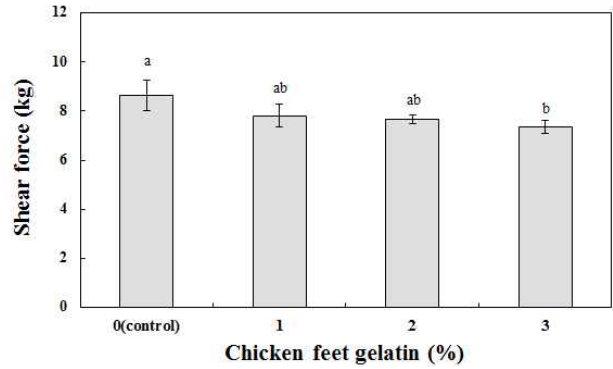 12
a
10
ab
ab
b
8
6
4
2
0
Shear force (kg)
0(control) 1 2 3
Chicken feet gelatin (%)